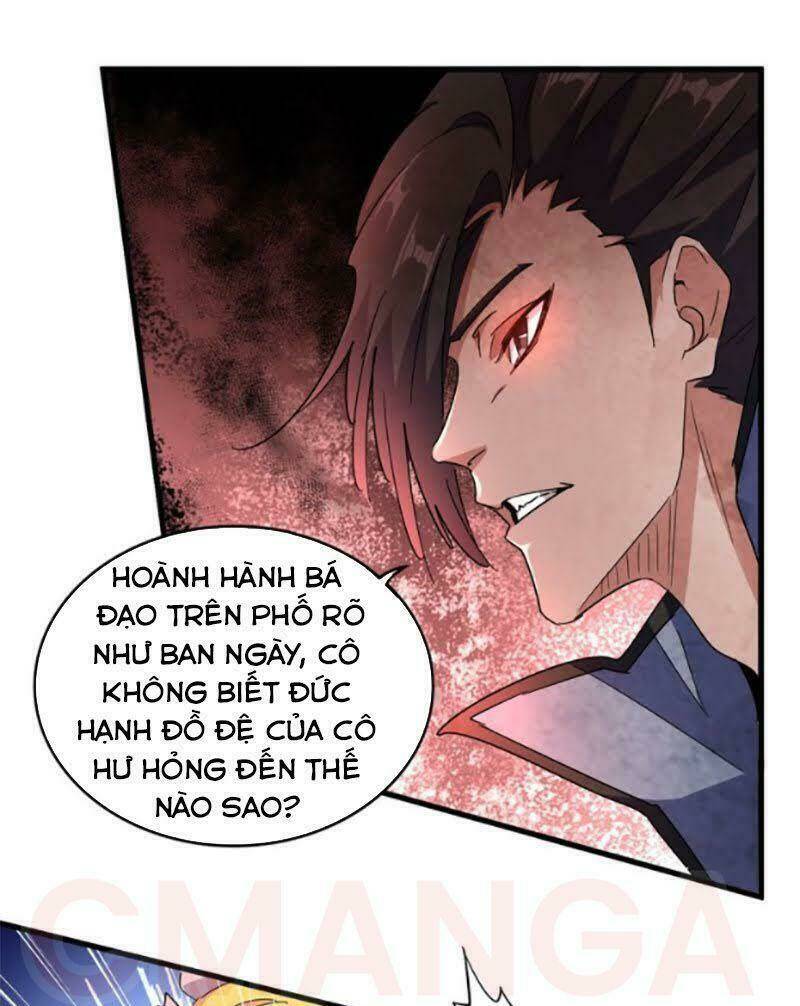 HOÀNH HÀNH BÁ
ĐẠO TRÊN PHỐ RÕ
NHƯ BAN NGÀY, CÔ
KHÔNG BIẾT ĐỨC
HẠNH ĐỒ ĐỆ CỦA CÔ
HƯ HỎNG ĐẾN THẾ
NÀO SAO?
CMANGA